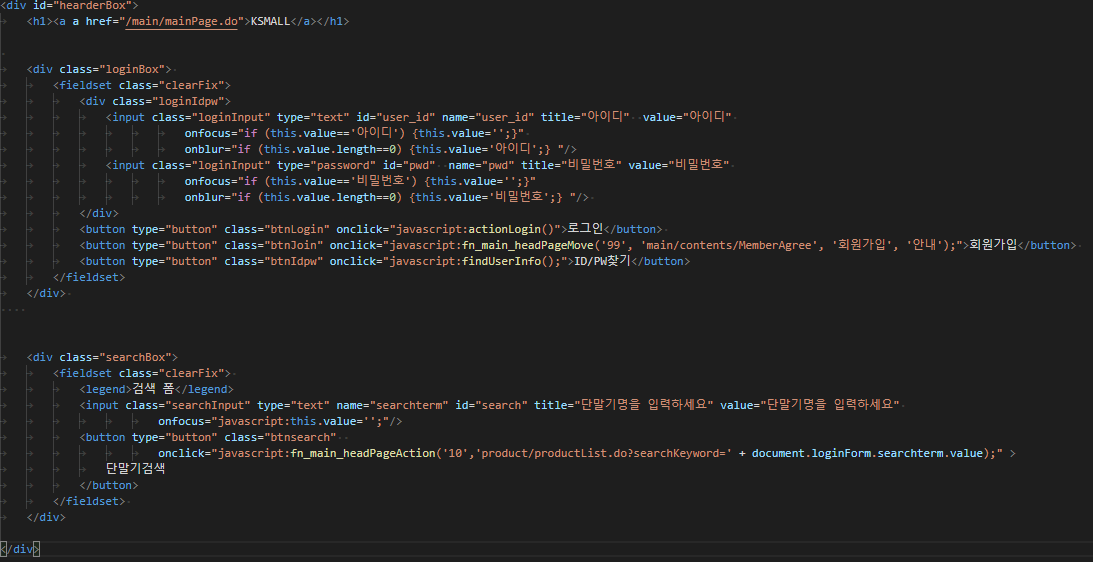 <div id="hearderBox">
<h1><a a href="/main/mainPage.do">KSMALL</a></h1>
<div class="loginBox">
<fieldset class="clearFix">
<div class="loginIdpw">
<input class="loginInput" type="text" id="user_id" name="user_id" title="아이디"  value="아이디"
onfocus="if (this.value=='아이디') {this.value='';}"
onblur="if (this.value.length==0) {this.value='아이디';} "/>
<input class="loginInput" type="password" id="pwd"  name="pwd" title="비밀번호" value="비밀번호"
onfocus="if (this.value=='비밀번호') {this.value='';}"
onblur="if (this.value.length==0) {this.value='비밀번호';} "/>
</div>
<button type="button" class="btnLogin" onclick="javascript:actionLogin()">로그인</button>
<button type="button" class="btnJoin" onclick="javascript:fn_main_headPageMove('99', 'main/contents/MemberAgree', '회원가입', '안내');">회원가입</button>
<button type="button" class="btnIdpw" onclick="javascript:findUserInfo();">ID/PW찾기</button>
</fieldset>
</div>
<div class="searchBox">
<fieldset class="clearFix">
<legend>검색 폼</legend>
<input class="searchInput" type="text" name="searchterm" id="search" title="단말기명을 입력하세요" value="단말기명을 입력하세요"
onfocus="javascript:this.value='';"/>
<button type="button" class="btnsearch"
onclick="javascript:fn_main_headPageAction('10','product/productList.do?searchKeyword=' + document.loginForm.searchterm.value);" >
단말기검색
</button>
</fieldset>
</div>
</div>